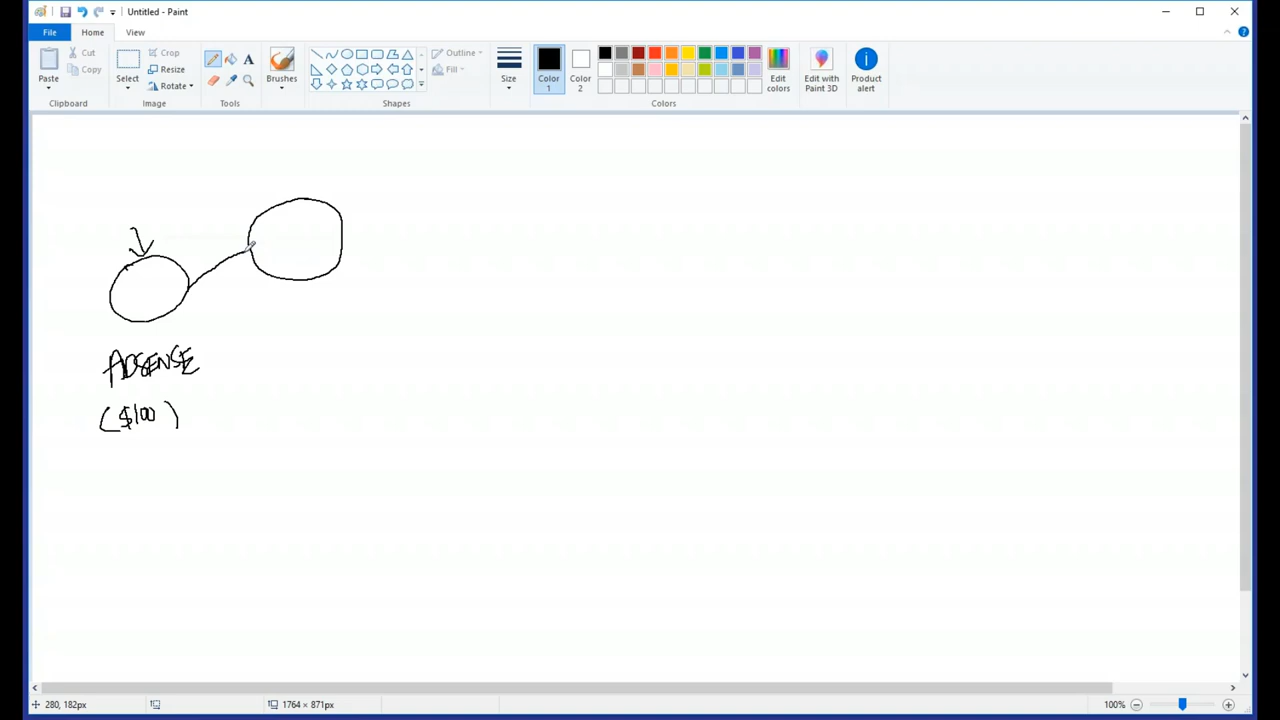 Untitled - Paint
File Home View
Paste
Cut
Copy
Clipboard
Select
Crop
Resize
Rotate
Image
A
Tools
Brushes
Outline
Fill
Shapes
Size
Color 1
Color 2
Edit colors
Colors
Edit with Paint 3D
Product alert
ADSENSE
($100)
280, 182px
1764 × 871px
100%